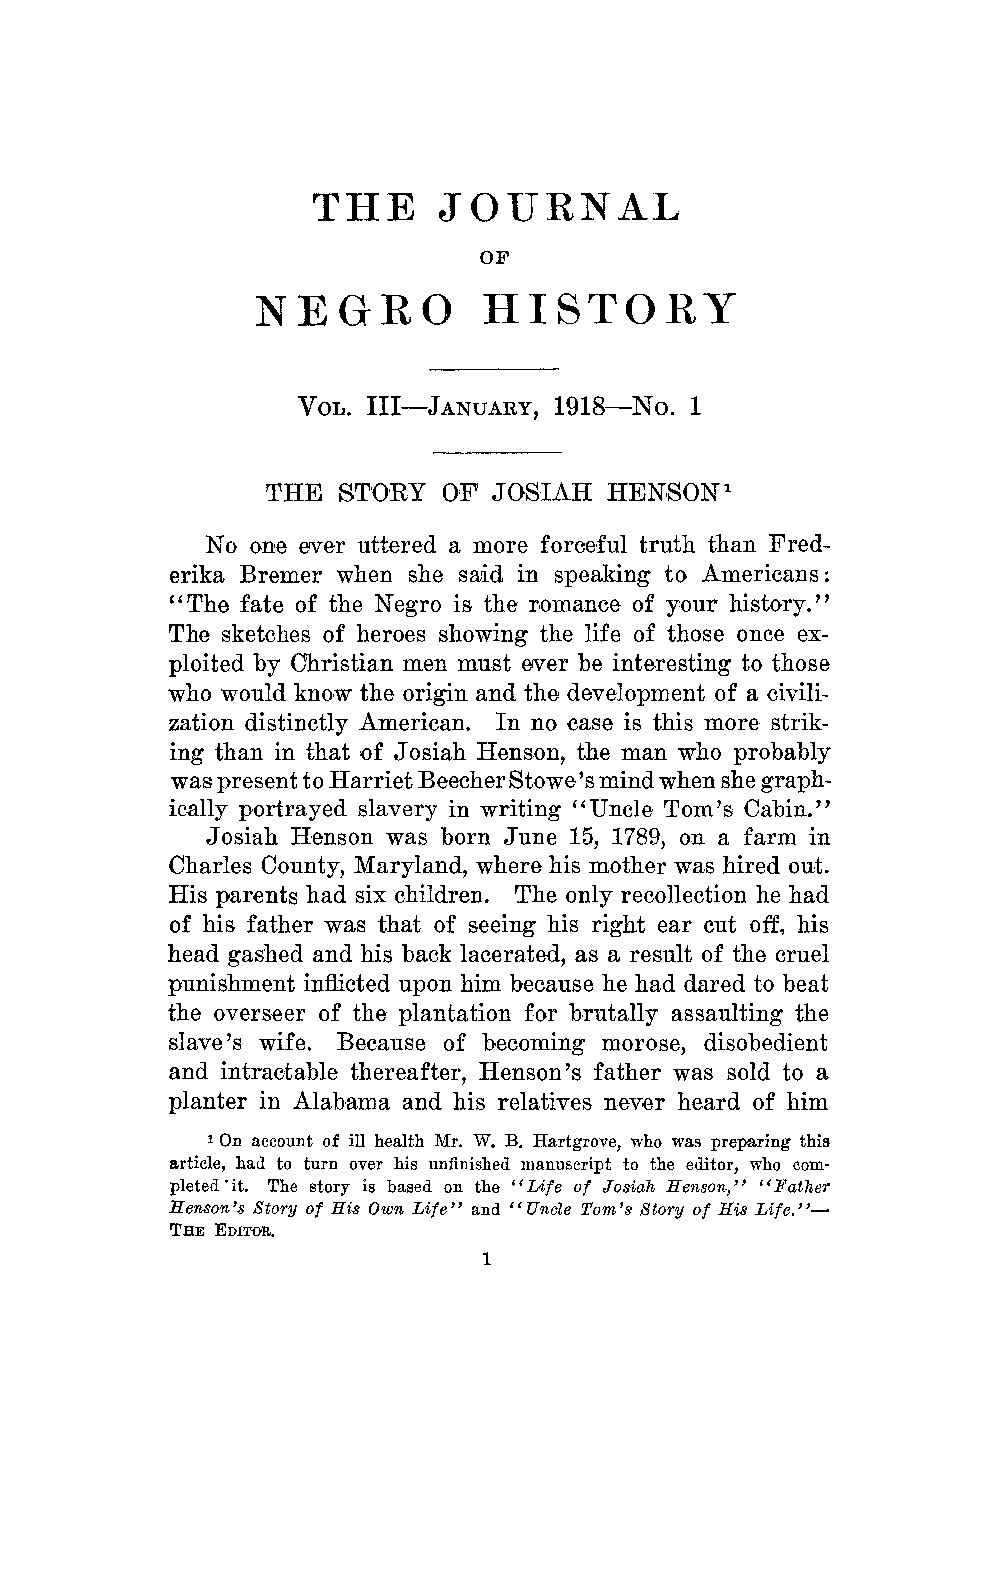 THE JOURNAL
OF
NEGRO HISTORY
VOL. III—JANUARY, 1918—No. 1
THE STORY OF JOSIAH HENSON¹
No one ever uttered a more forceful truth than Fred-
erika Bremer when she said in speaking to Americans:
“The fate of the Negro is the romance of your history.”
The sketches of heroes showing the life of those once ex-
ploited by Christian men must ever be interesting to those
who would know the origin and the development of a civili-
zation distinctly American. In no case is this more strik-
ing than in that of Josiah Henson, the man who probably
was present to Harriet Beecher Stowe’s mind when she graph-
ically portrayed slavery in writing “Uncle Tom’s Cabin.”
Josiah Henson was born June 15, 1789, on a farm in
Charles County, Maryland, where his mother was hired out.
His parents had six children. The only recollection he had
of his father was that of seeing his right ear cut off, his
head gashed and his back lacerated, as a result of the cruel
punishment inflicted upon him because he had dared to beat
the overseer of the plantation for brutally assaulting the
slave’s wife. Because of becoming morose, disobedient
and intractable thereafter, Henson’s father was sold to a
planter in Alabama and his relatives never heard of him
¹ On account of ill health Mr. W. B. Hartgrove, who was preparing this
article, had to turn over his unfinished manuscript to the editor, who com-
pleted it. The story is based on the “Life of Josiah Henson,” “Father
Henson’s Story of His Own Life” and “Uncle Tom’s Story of His Life.”—
THE EDITOR.
1